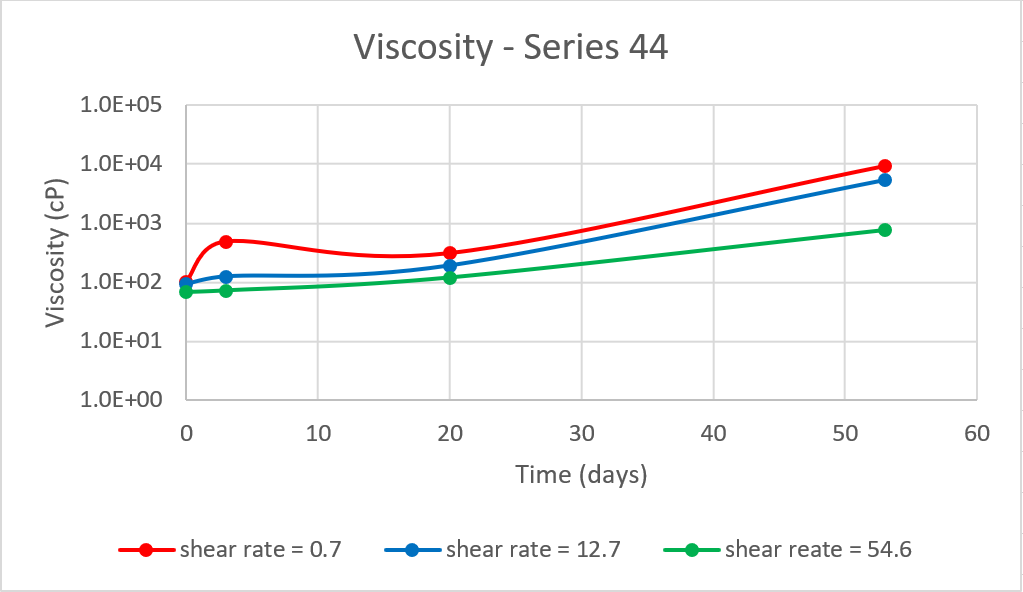 Viscosity - Series 44
1.0E+05
1.0E+04
1.0E+03
1.0E+02
1.0E+01
1.0E+00
Viscosity (cP)
0 10 20 30 40 50 60
Time (days)
shear rate = 0.7 shear rate = 12.7 shear reate = 54.6